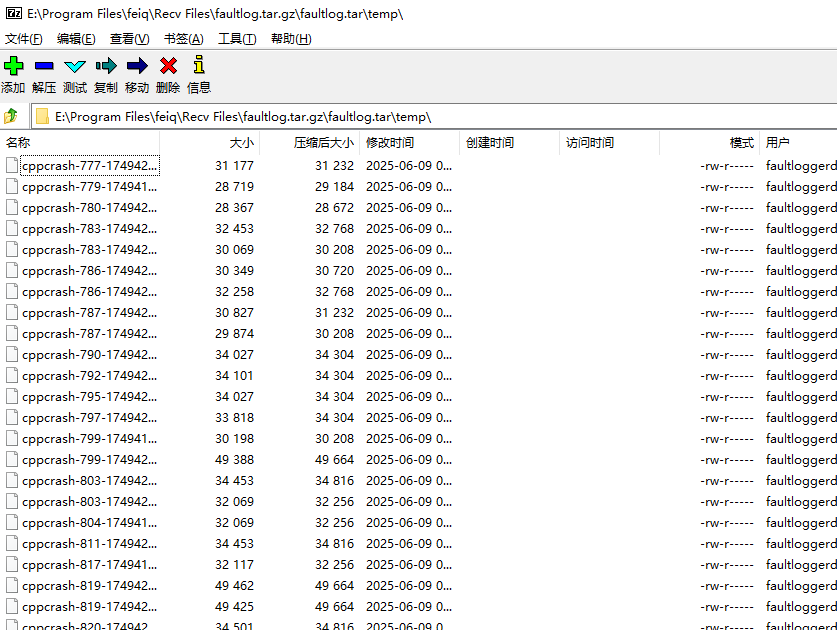 E:\Program Files\feiq\Recv Files\faultlog.tar.gz\faultlog.tar\temp\
文件(F) 编辑(E) 查看(V) 书签(A) 工具(T) 帮助(H)
添加 解压 测试 复制 移动 删除 信息
E:\Program Files\feiq\Recv Files\faultlog.tar.gz\faultlog.tar\temp\
名称 大小 压缩后大小 修改时间 创建时间 访问时间 模式 用户
cppcrash-777-174942... 31 177 31 232 2025-06-09 0... -rw-r----- faultloggerd
cppcrash-779-174941... 28 719 29 184 2025-06-09 0... -rw-r----- faultloggerd
cppcrash-780-174942... 28 367 28 672 2025-06-09 0... -rw-r----- faultloggerd
cppcrash-783-174942... 32 453 32 768 2025-06-09 0... -rw-r----- faultloggerd
cppcrash-783-174942... 30 069 30 208 2025-06-09 0... -rw-r----- faultloggerd
cppcrash-786-174942... 30 349 30 720 2025-06-09 0... -rw-r----- faultloggerd
cppcrash-786-174942... 32 258 32 768 2025-06-09 0... -rw-r----- faultloggerd
cppcrash-787-174942... 30 827 31 232 2025-06-09 0... -rw-r----- faultloggerd
cppcrash-787-174942... 29 874 30 208 2025-06-09 0... -rw-r----- faultloggerd
cppcrash-790-174942... 34 027 34 304 2025-06-09 0... -rw-r----- faultloggerd
cppcrash-792-174942... 34 101 34 304 2025-06-09 0... -rw-r----- faultloggerd
cppcrash-795-174942... 34 027 34 304 2025-06-09 0... -rw-r----- faultloggerd
cppcrash-797-174942... 33 818 34 304 2025-06-09 0... -rw-r----- faultloggerd
cppcrash-799-174941... 30 198 30 208 2025-06-09 0... -rw-r----- faultloggerd
cppcrash-799-174942... 49 388 49 664 2025-06-09 0... -rw-r----- faultloggerd
cppcrash-803-174942... 34 453 34 816 2025-06-09 0... -rw-r----- faultloggerd
cppcrash-803-174942... 32 069 32 256 2025-06-09 0... -rw-r----- faultloggerd
cppcrash-804-174941... 32 069 32 256 2025-06-09 0... -rw-r----- faultloggerd
cppcrash-811-174942... 34 453 34 816 2025-06-09 0... -rw-r----- faultloggerd
cppcrash-817-174941... 32 117 32 256 2025-06-09 0... -rw-r----- faultloggerd
cppcrash-819-174942... 49 462 49 664 2025-06-09 0... -rw-r----- faultloggerd
cppcrash-819-174942... 49 425 49 664 2025-06-09 0... -rw-r----- faultloggerd
cppcrash-820-174942... 34 501 34 816 2025-06-09 0... -rw-r----- faultloggerd